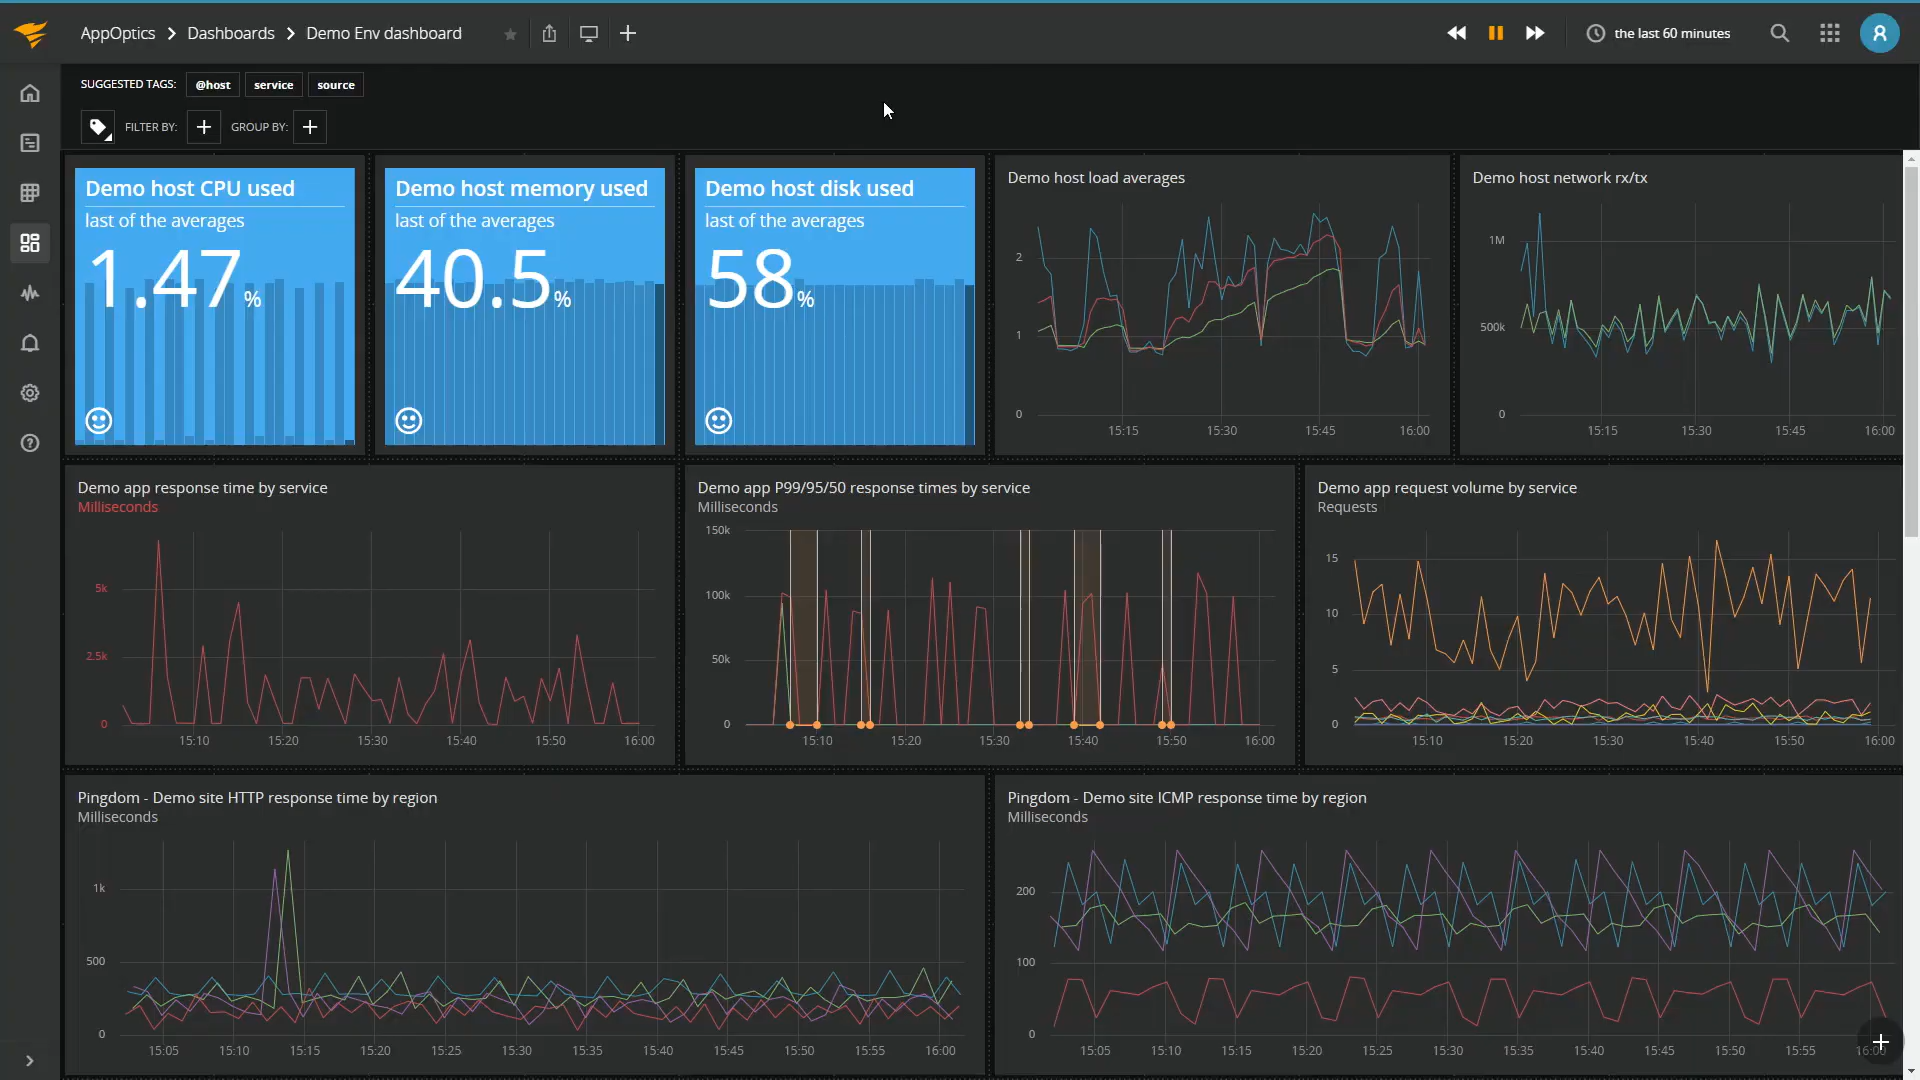 AppOptics > Dashboards > Demo Env dashboard
the last 60 minutes
SUGGESTED TAGS: @host service source
FILTER BY: + GROUP BY: +
Demo host CPU used
last of the averages
1.47%
Demo host memory used
last of the averages
40.5%
Demo host disk used
last of the averages
58%
Demo host load averages
2
1
0
15:15 15:30 15:45 16:00
Demo host network rx/tx
1M
500k
0
15:15 15:30 15:45 16:00
Demo app response time by service
Milliseconds
5k
2.5k
0
15:10 15:20 15:30 15:40 15:50 16:00
Demo app P99/95/50 response times by service
Milliseconds
150k
100k
50k
0
15:10 15:20 15:30 15:40 15:50 16:00
Demo app request volume by service
Requests
15
10
5
0
15:10 15:20 15:30 15:40 15:50 16:00
Pingdom - Demo site HTTP response time by region
Milliseconds
1k
500
0
15:05 15:10 15:15 15:20 15:25 15:30 15:35 15:40 15:45 15:50 15:55 16:00
Pingdom - Demo site ICMP response time by region
Milliseconds
200
100
0
15:05 15:10 15:15 15:20 15:25 15:30 15:35 15:40 15:45 15:50 15:55 16:00